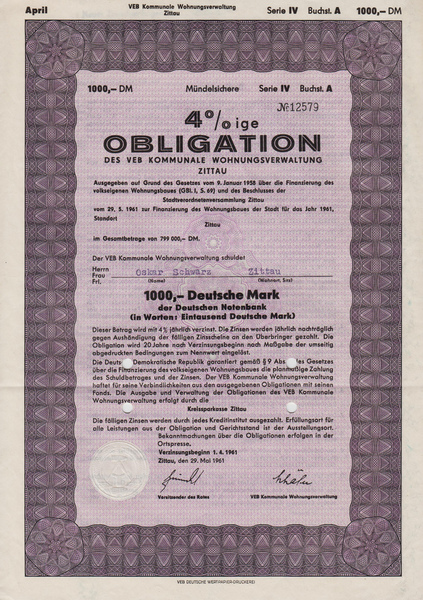 April VEB Kommunale Wohnungsverwaltung Zittau Serie IV Buchst. A 1000,— DM
1000,— DM Mündelsichere Serie IV Buchst. A
№ 12579
4%ige
OBLIGATION
DES VEB KOMMUNALE WOHNUNGSVERWALTUNG
ZITTAU
Ausgegeben auf Grund des Gesetzes vom 9. Januar 1958 über die Finanzierung des
volkseigenen Wohnungsbaues (GBl. I, S. 69) und des Beschlusses der
Stadtverordnetenversammlung Zittau
vom 29. 5. 1961 zur Finanzierung des Wohnungsbaues der Stadt für das Jahr 1961,
Standort
Zittau
im Gesamtbetrage von 799 000,— DM.
Der VEB Kommunale Wohnungsverwaltung schuldet
Herrn
Frau Oskar Schwarz Zittau
Frl. (Name) (Wohnort, Sitz)
1000,— Deutsche Mark
der Deutschen Notenbank
(in Worten: Eintausend Deutsche Mark)
Dieser Betrag wird mit 4% jährlich verzinst. Die Zinsen werden jährlich nachträglich
gegen Aushändigung der fälligen Zinsscheine an den Überbringer gezahlt. Die
Obligation wird 20 Jahre nach Verzinsungsbeginn nach Maßgabe der umseitig
abgedruckten Bedingungen zum Nennwert eingelöst.
Die Deutsche Demokratische Republik garantiert gemäß § 9 Abs. des Gesetzes
über die Finanzierung des volkseigenen Wohnungsbaues die planmäßige Zahlung
des Schuldbetrages und der Zinsen. Der VEB Kommunale Wohnungsverwaltung
haftet für seine Verbindlichkeiten aus den ausgegebenen Obligationen mit seinen
Fonds. Die Ausgabe und Verwaltung der Obligationen des VEB Kommunale
Wohnungsverwaltung erfolgt durch die
Kreissparkasse Zittau
Die fälligen Zinsen werden durch jedes Kreditinstitut ausgezahlt. Erfüllungsort für
alle Leistungen aus der Obligation und Gerichtsstand ist der Ausstellungsort.
Bekanntmachungen über die Obligationen erfolgen in der
Ortspresse.
Verzinsungsbeginn 1. 4. 1961
Zittau, den 29. Mai 1961
Vorsitzender des Rates VEB Kommunale Wohnungsverwaltung
VEB DEUTSCHE WERTPAPIER-DRUCKEREI